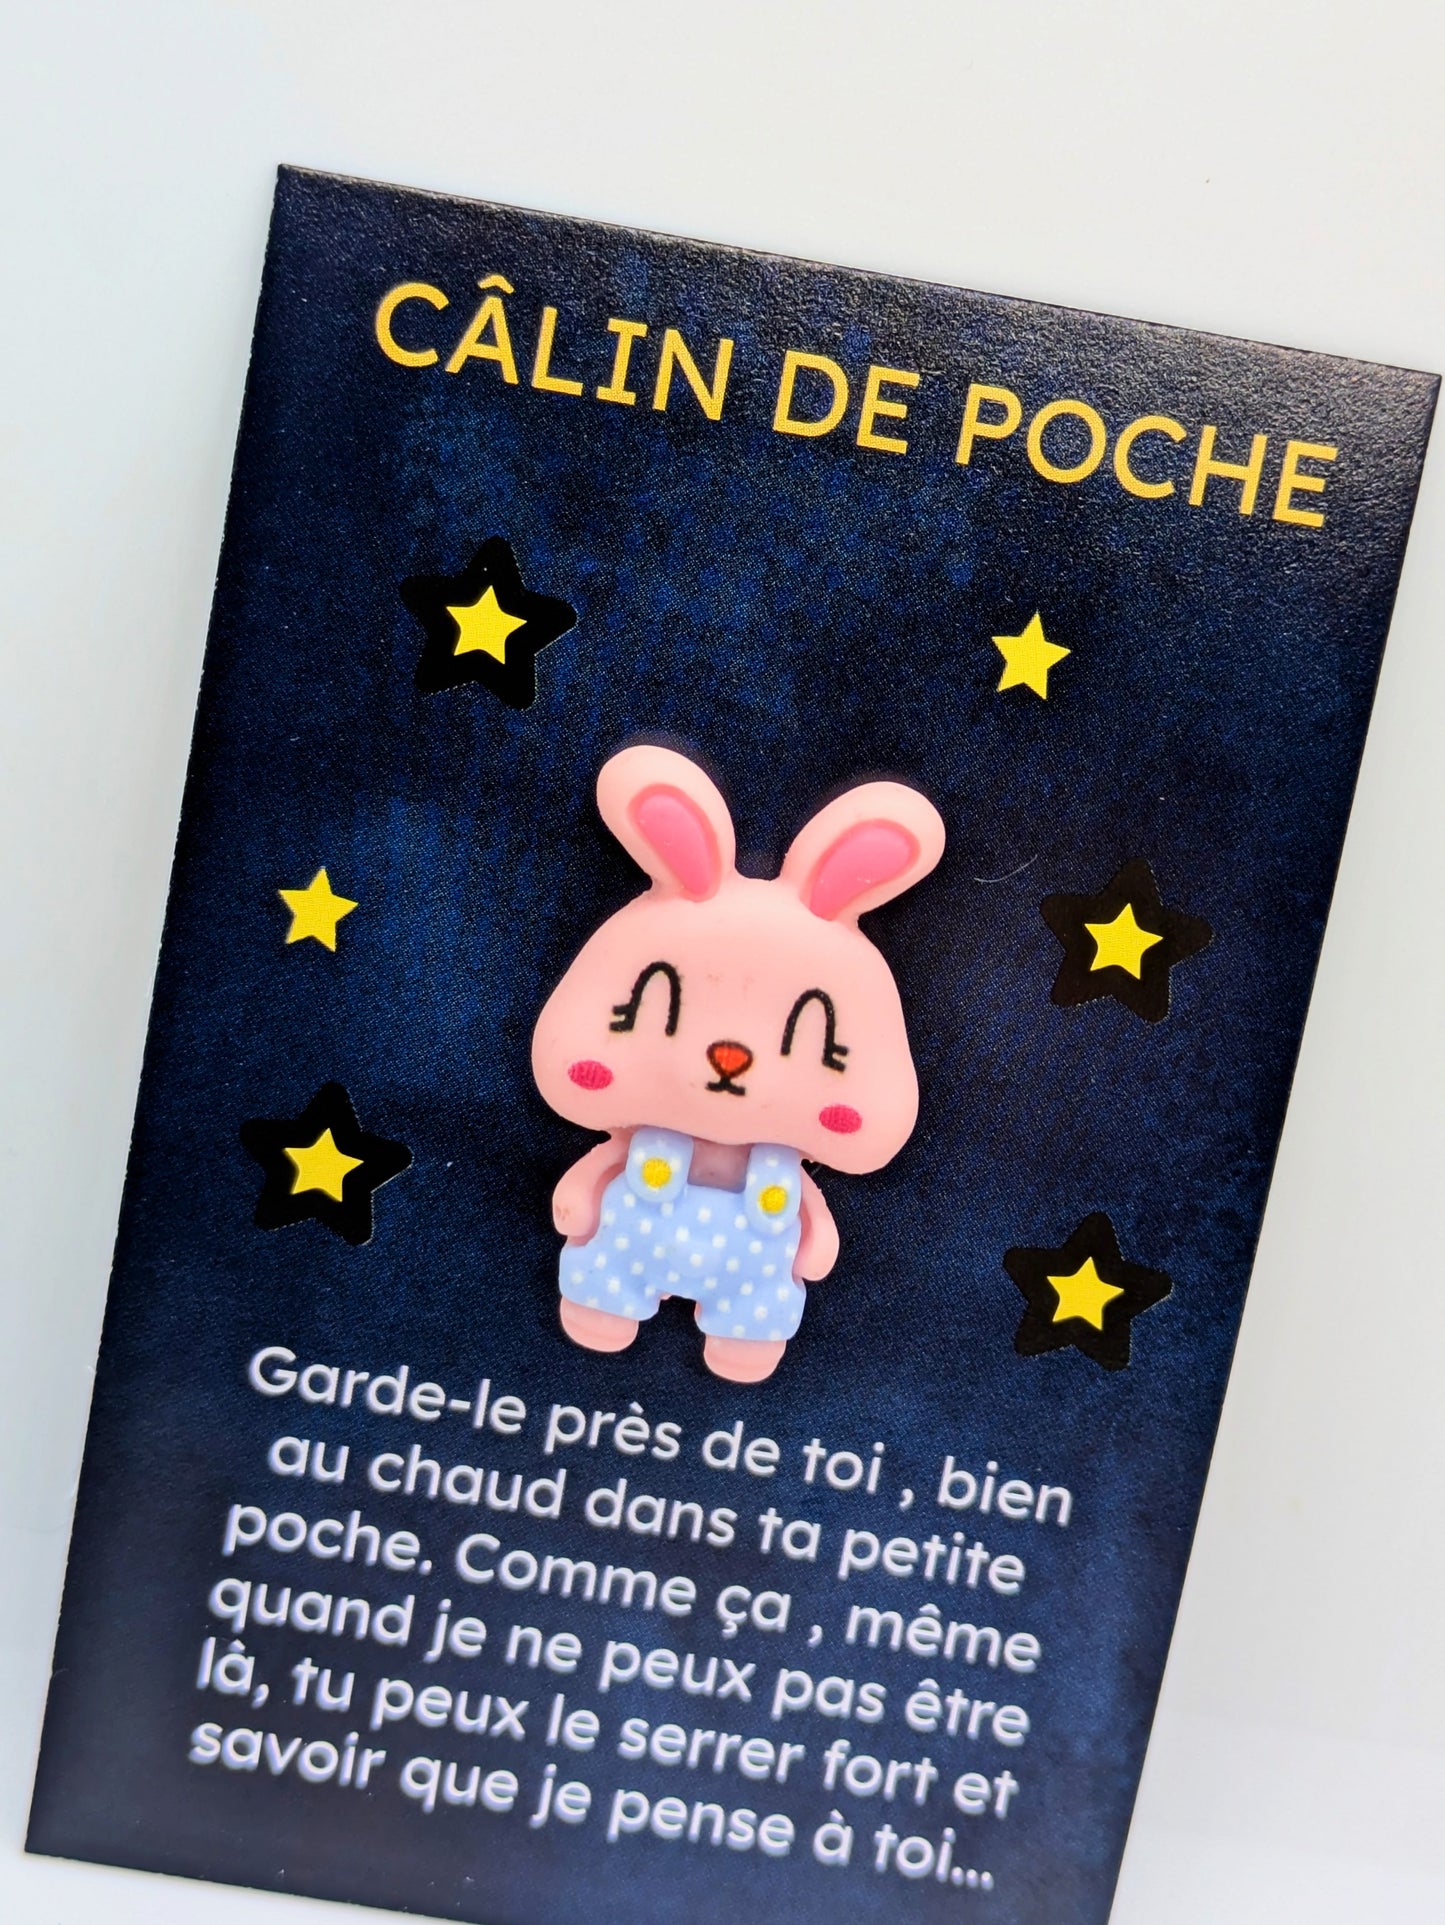 CÂLIN DE POCHE
Garde-le près de toi , bien
au chaud dans ta petite
poche. Comme ça , même
quand je ne peux pas être
là, tu peux le serrer fort et
savoir que je pense à toi...